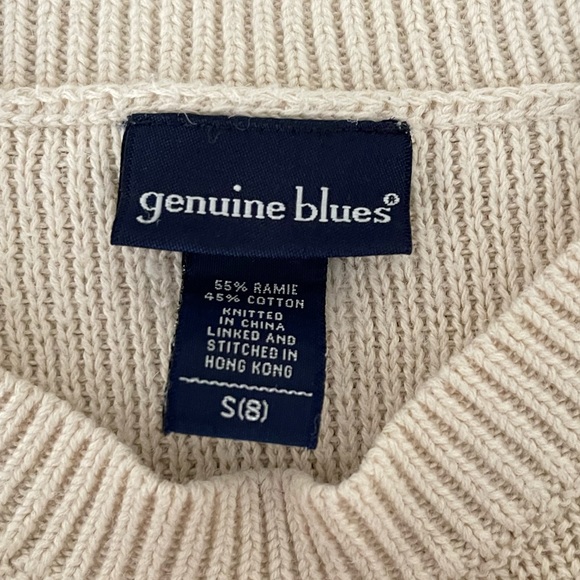 genuine blues®
55% RAMIE
45% COTTON
KNITTED
IN CHINA
LINKED AND
STITCHED IN
HONG KONG
S(8)